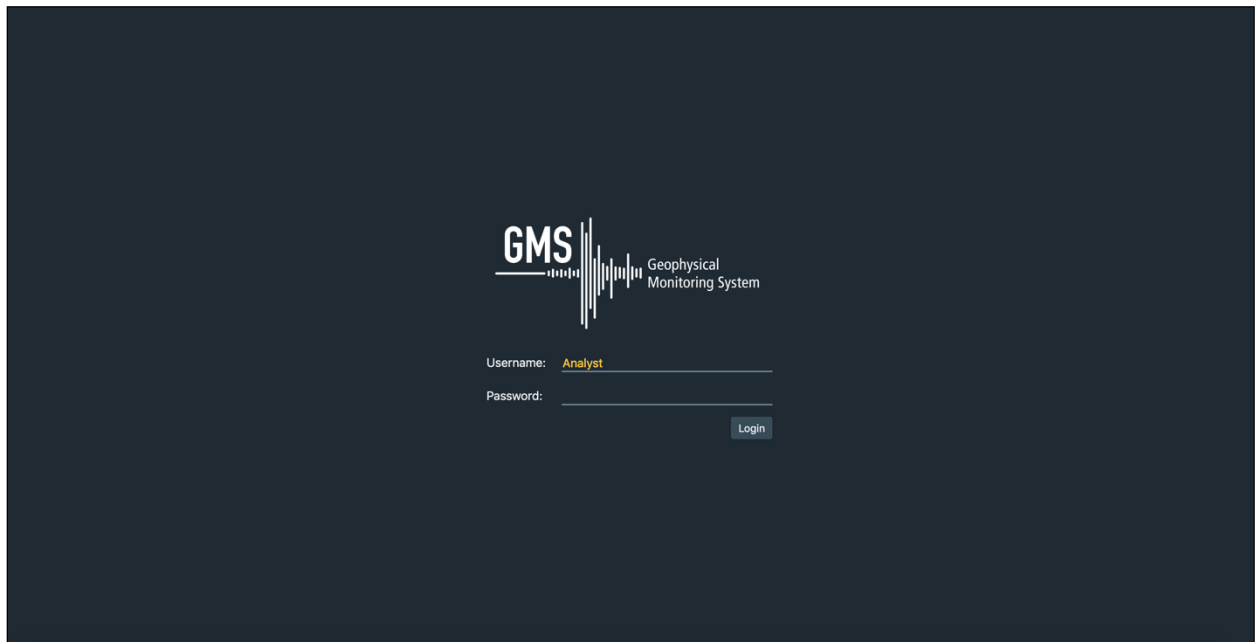 GMS
Geophysical
Monitoring System
Username: Analyst
Password:
Login